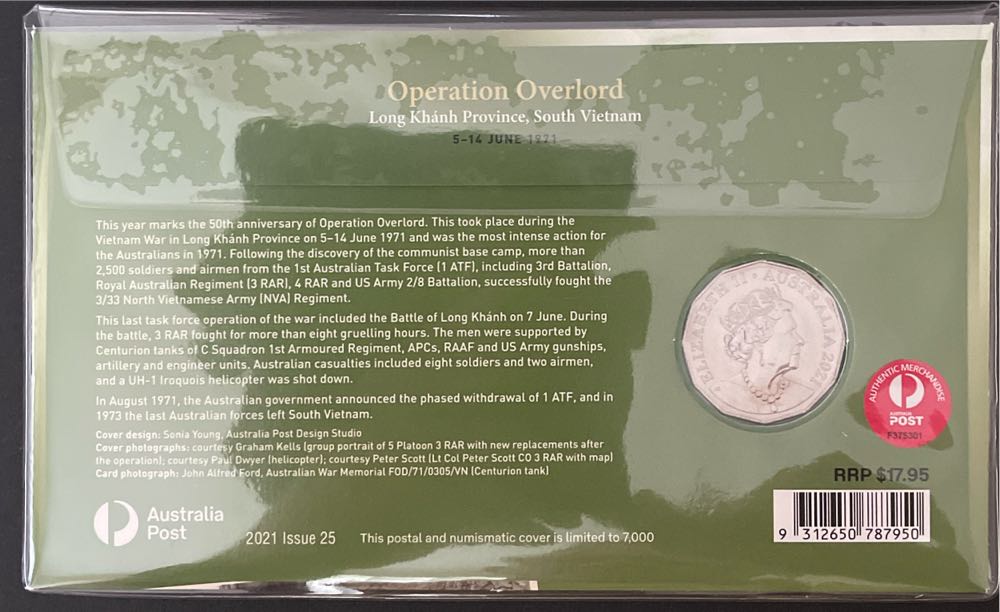 Operation Overlord
Long Khánh Province, South Vietnam
5–14 JUNE 1971
This year marks the 50th anniversary of Operation Overlord. This took place during the
Vietnam War in Long Khánh Province on 5–14 June 1971 and was the most intense action for
the Australians in 1971. Following the discovery of the communist base camp, more than
2,500 soldiers and airmen from the 1st Australian Task Force (1 ATF), including 3rd Battalion,
Royal Australian Regiment (3 RAR), 4 RAR and US Army 2/8 Battalion, successfully fought the
3/33 North Vietnamese Army (NVA) Regiment.
This last task force operation of the war included the Battle of Long Khánh on 7 June. During
the battle, 3 RAR fought for more than eight gruelling hours. The men were supported by
Centurion tanks of C Squadron 1st Armoured Regiment, APCs, RAAF and US Army gunships,
artillery and engineer units. Australian casualties included eight soldiers and two airmen,
and a UH-1 Iroquois helicopter was shot down.
In August 1971, the Australian government announced the phased withdrawal of 1 ATF, and in
1973 the last Australian forces left South Vietnam.
Cover design: Sonia Young, Australia Post Design Studio
Cover photographs: courtesy Graham Kells (group portrait of 5 Platoon 3 RAR with new replacements after
the operation); courtesy Paul Dwyer (helicopter); courtesy Peter Scott (Lt Col Peter Scott CO 3 RAR with map)
Card photograph: John Alfred Ford, Australian War Memorial FOD/71/0305/VN (Centurion tank)
Australia
Post
2021 Issue 25
This postal and numismatic cover is limited to 7,000
ELIZABETH II • AUSTRALIA 2021
AUTHENTIC MERCHANDISE
AUSTRALIA
POST
F375301
RRP $17.95
9 312650 787950